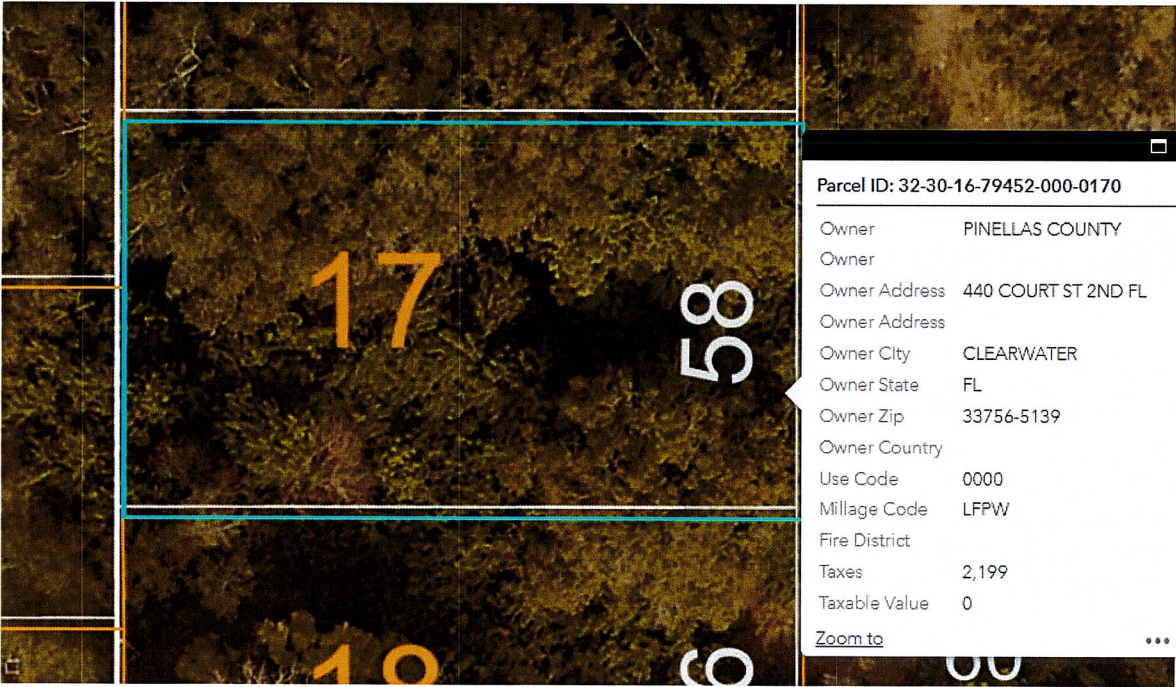 17
58
Parcel ID: 32-30-16-79452-000-0170
Owner PINELLAS COUNTY
Owner
Owner Address 440 COURT ST 2ND FL
Owner Address
Owner City CLEARWATER
Owner State FL
Owner Zip 33756-5139
Owner Country
Use Code 0000
Millage Code LFPW
Fire District
Taxes 2,199
Taxable Value 0
Zoom to
18